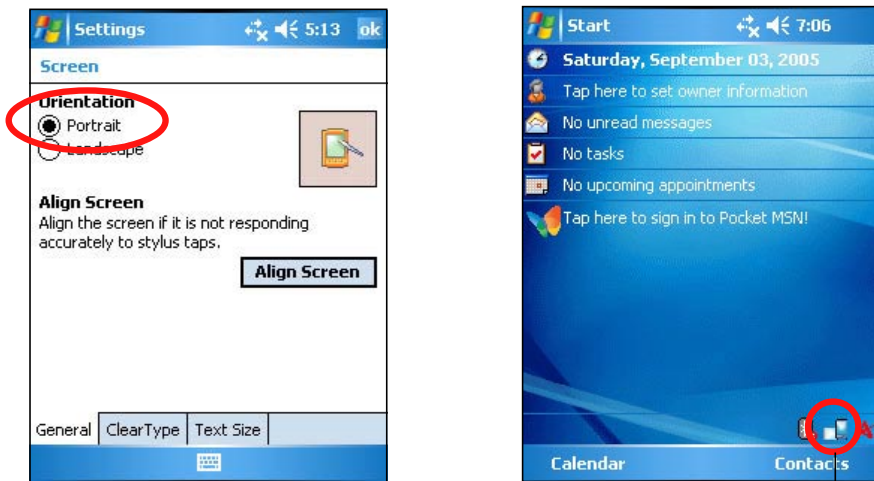 Settings 5:13 ok
Screen
Orientation
Portrait
Landscape
Align Screen
Align the screen if it is not responding
accurately to stylus taps.
Align Screen
General ClearType Text Size
Start 7:06
Saturday, September 03, 2005
Tap here to set owner information
No unread messages
No tasks
No upcoming appointments
Tap here to sign in to Pocket MSN!
Calendar Contacts